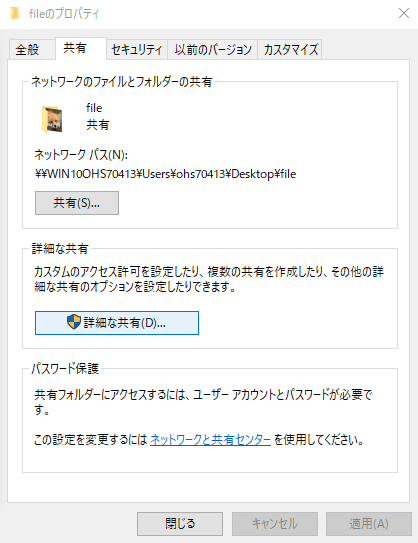 fileのプロパティ
全般
共有
セキュリティ
以前のバージョン
カスタマイズ
ネットワークのファイルとフォルダーの共有
file
共有
ネットワーク パス(N):
¥¥WIN10OHS70413¥Users¥ohs70413¥Desktop¥file
共有(S)...
詳細な共有
カスタムのアクセス許可を設定したり、複数の共有を作成したり、その他の詳
細な共有のオプションを設定したりできます。
詳細な共有(D)...
パスワード保護
共有フォルダーにアクセスするには、ユーザー アカウントとパスワードが必要で
す。
この設定を変更するには ネットワークと共有センター を使用してください。
閉じる
キャンセル
適用(A)